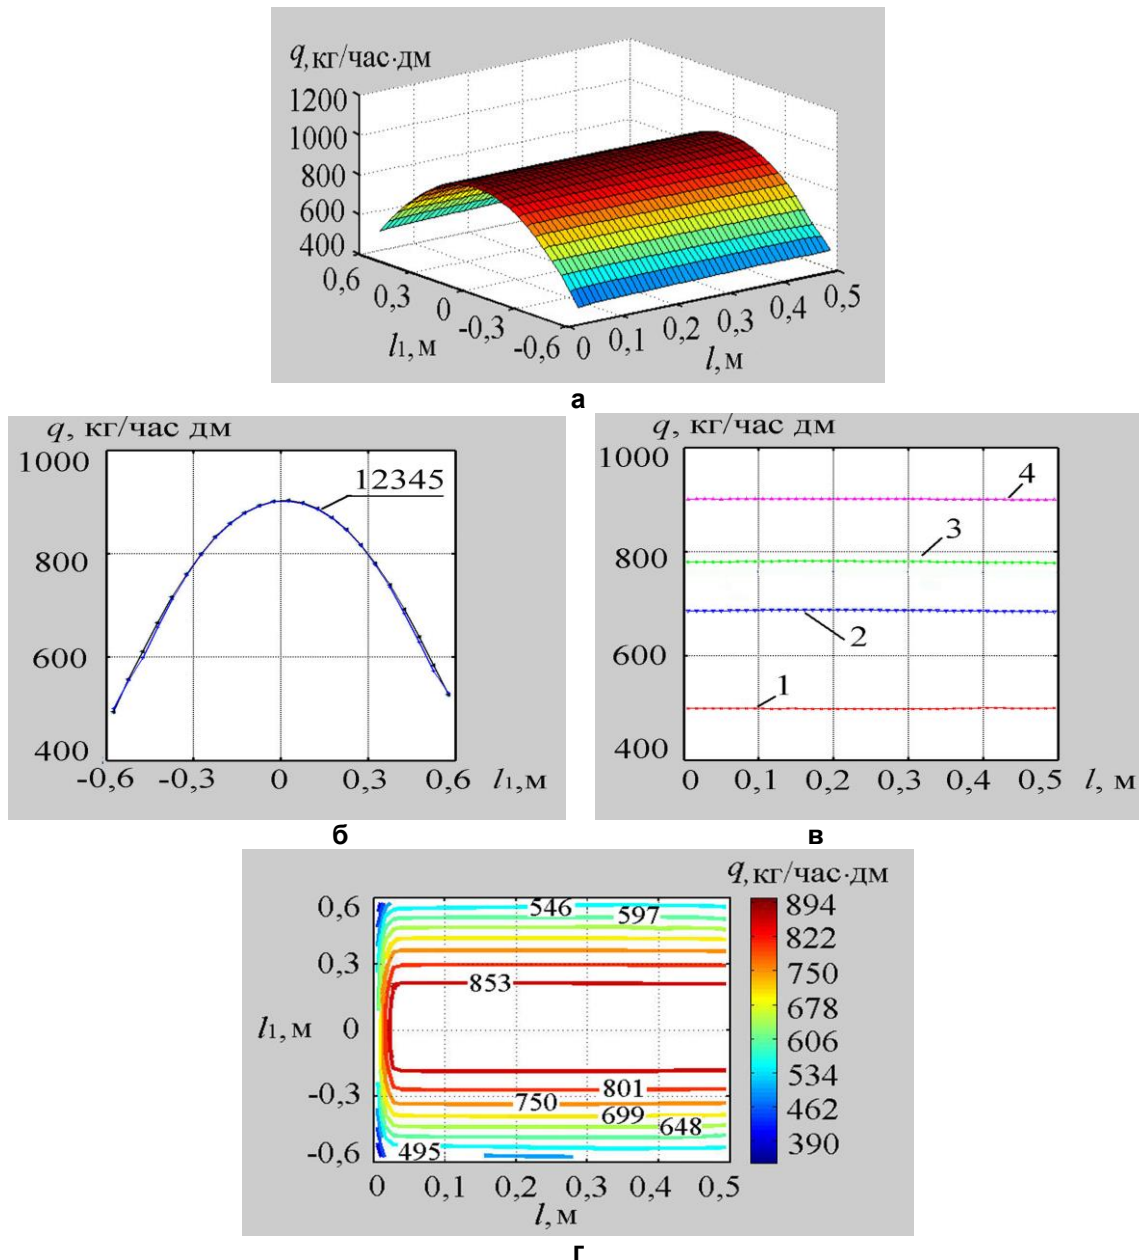 q, кг/час·дм
1200
1000
800
600
400
0,6
0,3
0
-0,3
-0,6
l1, м
0 0,1 0,2 0,3 0,4 0,5
l, м
а
q, кг/час дм
1000
800
600
400
12345
-0,6 -0,3 0 0,3 0,6 l1, м
б
q, кг/час дм
1000
800
600
400
4
3
2
1
0 0,1 0,2 0,3 0,4 0,5 l, м
в
q, кг/час·дм
0,6
0,3
l1, м 0
-0,3
-0,6
546
597
853
801
750
699
648
495
0 0,1 0,2 0,3 0,4 0,5
l, м
894
822
750
678
606
534
462
390
г